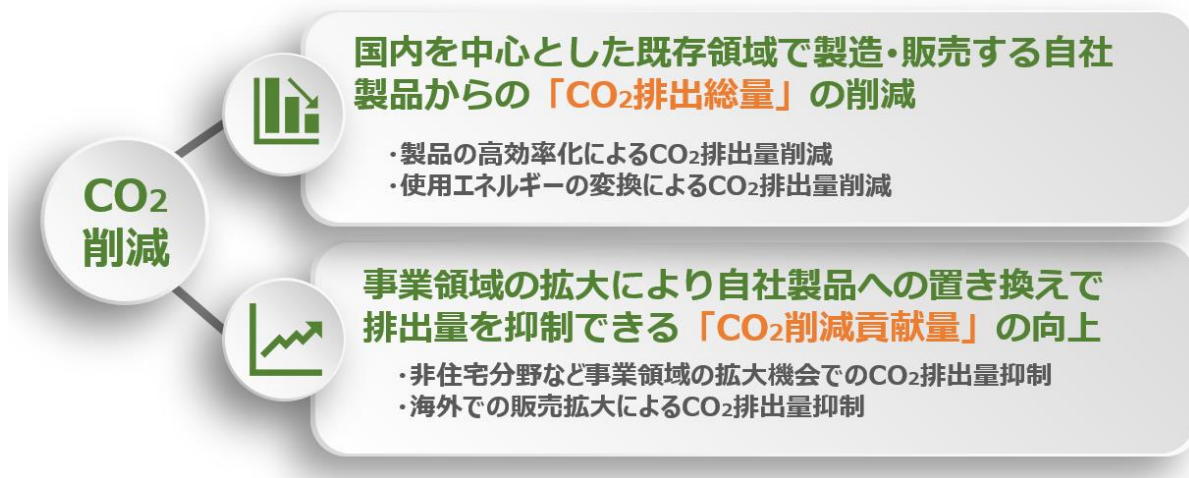 CO₂
削減
国内を中心とした既存領域で製造・販売する自社
製品からの「CO₂排出総量」の削減
・製品の高効率化によるCO₂排出量削減
・使用エネルギーの変換によるCO₂排出量削減
事業領域の拡大により自社製品への置き換えで
排出量を抑制できる「CO₂削減貢献量」の向上
・非住宅分野など事業領域の拡大機会でのCO₂排出量抑制
・海外での販売拡大によるCO₂排出量抑制